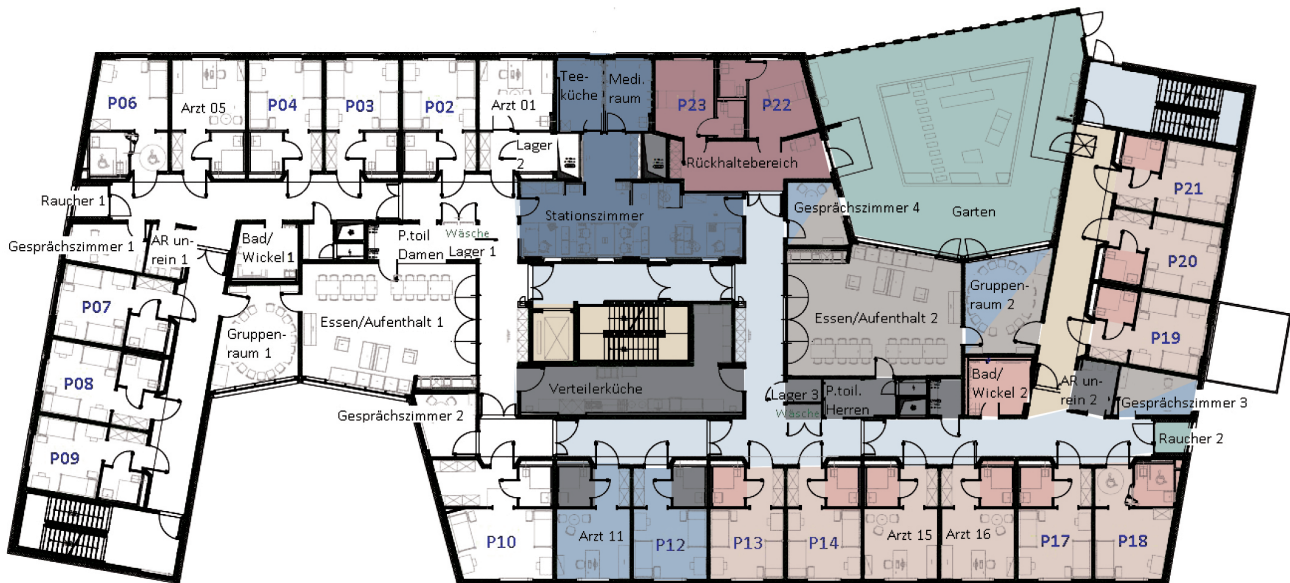 P06
Arzt 05
P04
P03
P02
Arzt 01
Tee-
küche
Medi.
raum
P23
P22
Lager
2
Rückhaltebereich
Raucher 1
Gesprächszimmer 1
AR un-
rein 1
Bad/
Wickel 1
P.toil
Damen
Wäsche
Lager 1
Stationszimmer
Gesprächszimmer 4
Garten
P21
P20
P19
P07
P08
P09
Gruppen-
raum 1
Essen/Aufenthalt 1
Essen/Aufenthalt 2
Gruppen-
raum 2
Verteilerküche
Gesprächszimmer 2
Lager 3
Wäsche
P.toil.
Herren
Bad/
Wickel 2
AR un-
rein 2
Gesprächszimmer 3
Raucher 2
P10
Arzt 11
P12
P13
P14
Arzt 15
Arzt 16
P17
P18